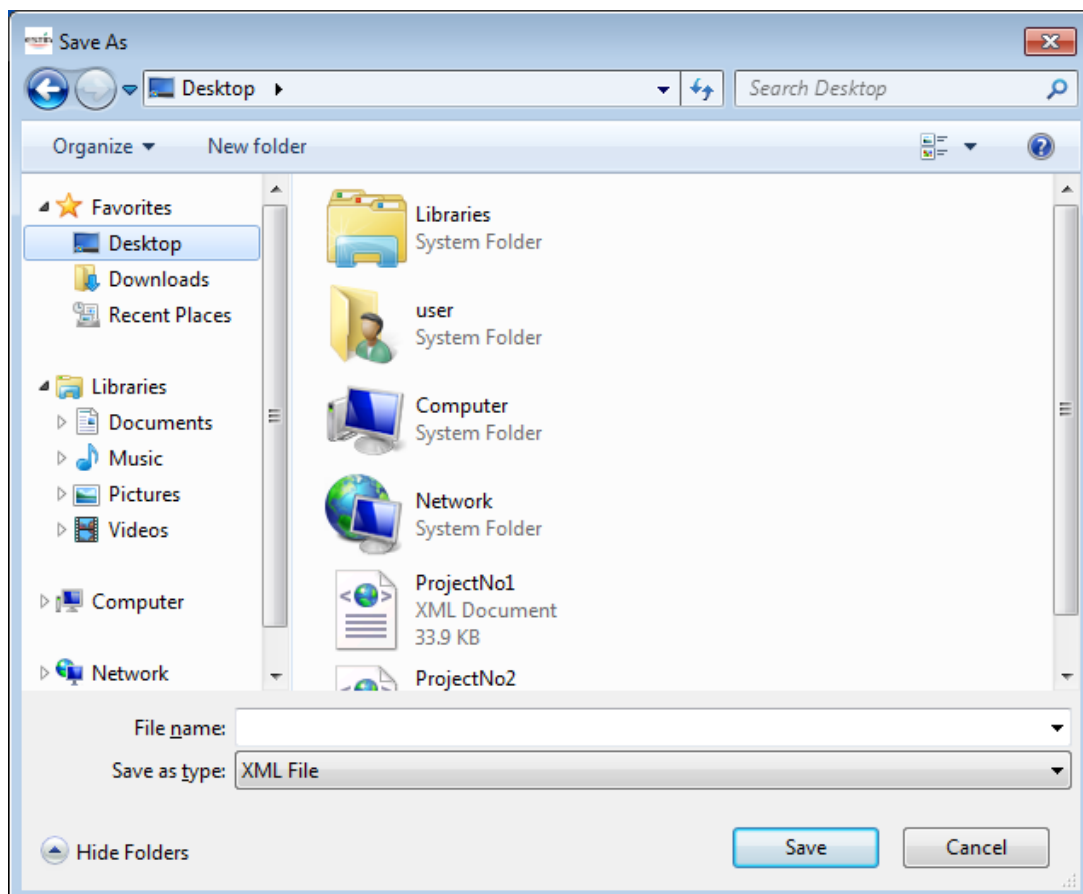 Save As
Desktop
Search Desktop
Organize
New folder
Favorites
Desktop
Downloads
Recent Places
Libraries
Documents
Music
Pictures
Videos
Computer
Network
Libraries
System Folder
user
System Folder
Computer
System Folder
Network
System Folder
ProjectNo1
XML Document
33.9 KB
ProjectNo2
File name:
Save as type: XML File
Hide Folders
Save
Cancel